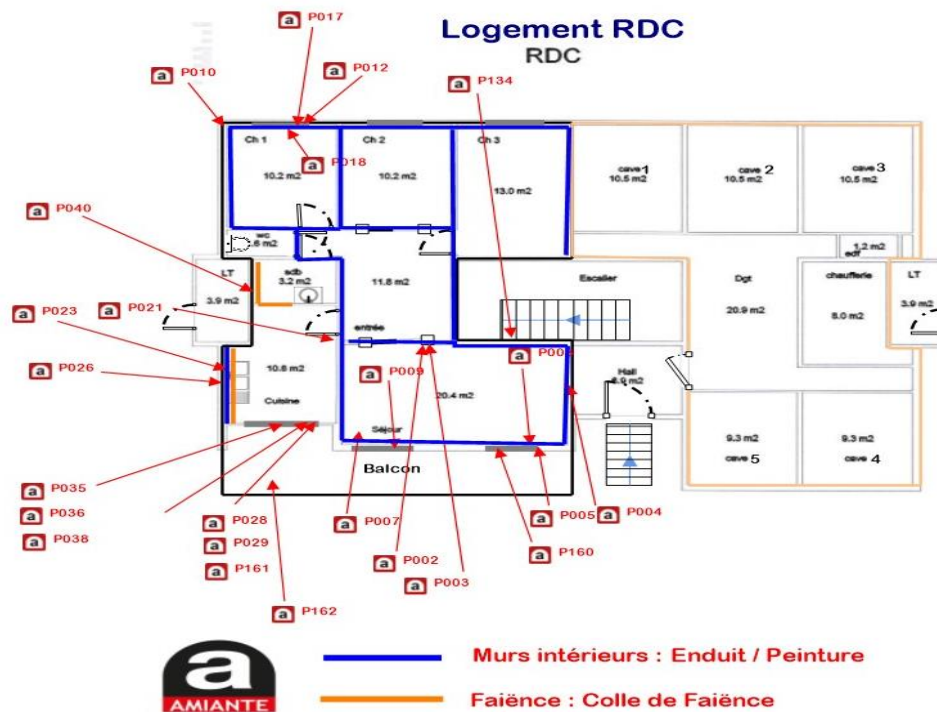 Logement RDC
RDC
a P017
a P012
a P010
a P134
Ch 1
Ch 2
Ch 3
a P018
10.2 m2
10.2 m2
13.0 m2
cave 1
10.5 m2
cave 2
10.5 m2
cave 3
10.5 m2
a P040
wc
.6 m2
1.2 m2
edf
LT
3.9 m2
sdb
3.2 m2
11.8 m2
Escalier
Dgt
20.9 m2
chaufferie
8.0 m2
LT
3.9 m2
a P023
a P021
entrée
a P026
10.8 m2
Cuisine
a P009
20.4 m2
Séjour
Hall
Balcon
9.3 m2
cave 5
9.3 m2
cave 4
a P035
a P036
a P038
a P028
a P029
a P161
a P007
a P002
a P003
a P005
a P004
a P160
a P162
a
AMIANTE
Murs intérieurs : Enduit / Peinture
Faïënce : Colle de Faïënce